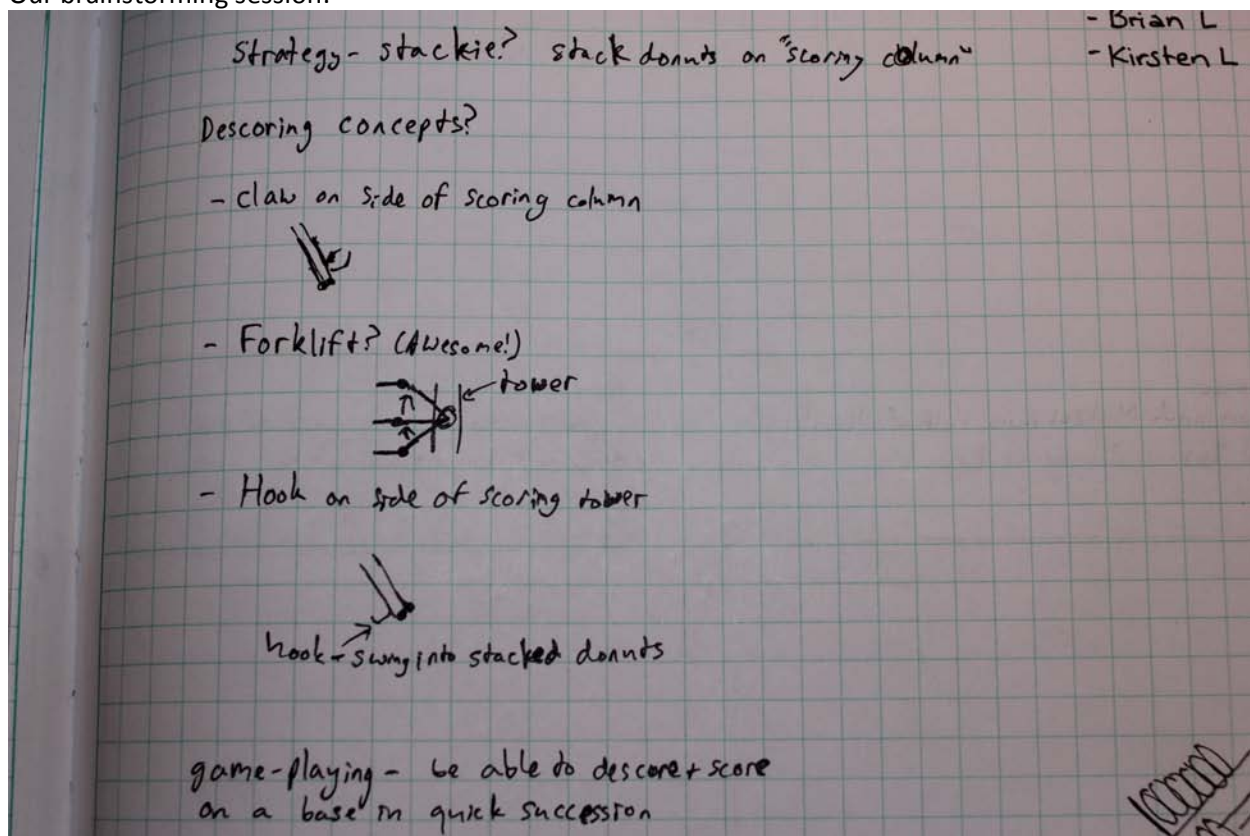 Our brainstorming session:
- Brian L
Strategy - stackie? stack donuts on "scoring column"
- Kirsten L
Descoring concepts?
- Claw on side of scoring column
- Forklift? (Awesome!)
tower
- Hook on side of scoring tower
hook - swing into stacked donuts
game-playing - be able to descore + score
on a base in quick succession